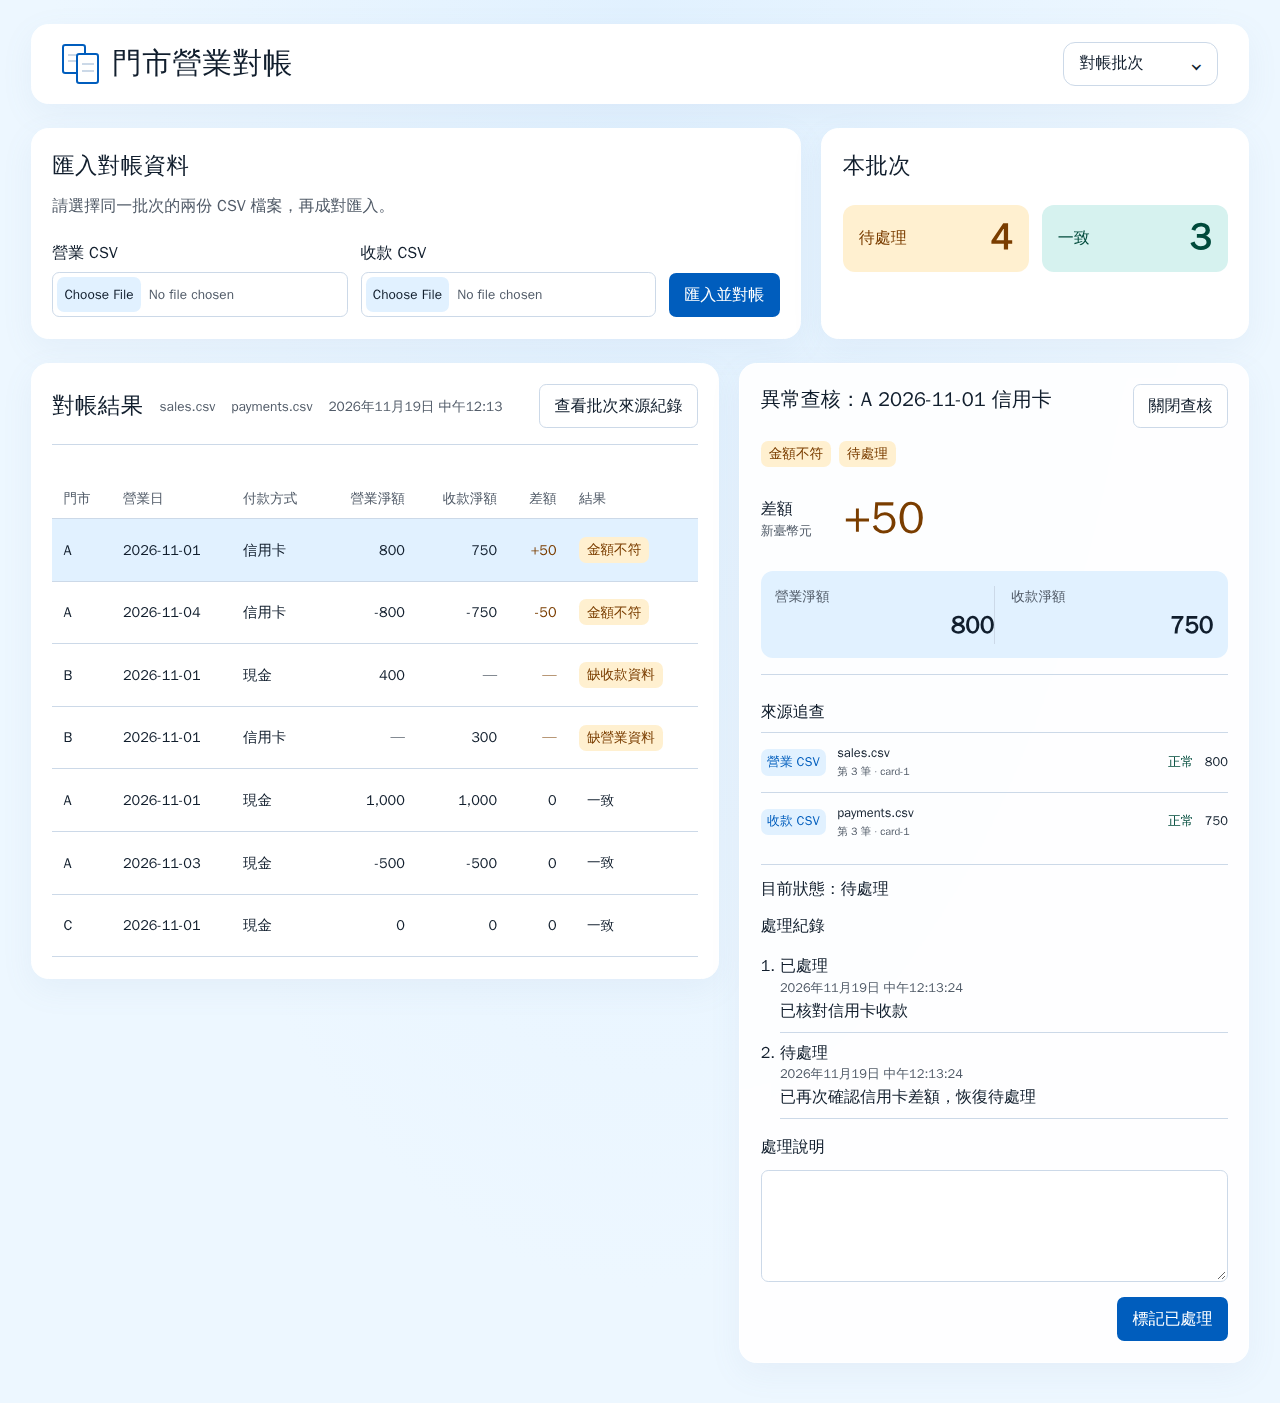 門市營業對帳
對帳批次
匯入對帳資料
請選擇同一批次的兩份 CSV 檔案，再成對匯入。
營業 CSV
收款 CSV
Choose File No file chosen
Choose File No file chosen
匯入並對帳
本批次
待處理 4
一致 3
對帳結果 sales.csv payments.csv 2026年11月19日 中午12:13 查看批次來源紀錄
門市 營業日 付款方式 營業淨額 收款淨額 差額 結果
A 2026-11-01 信用卡 800 750 +50 金額不符
A 2026-11-04 信用卡 -800 -750 -50 金額不符
B 2026-11-01 現金 400 — — 缺收款資料
B 2026-11-01 信用卡 — 300 — 缺營業資料
A 2026-11-01 現金 1,000 1,000 0 一致
A 2026-11-03 現金 -500 -500 0 一致
C 2026-11-01 現金 0 0 0 一致
異常查核：A 2026-11-01 信用卡
關閉查核
金額不符 待處理
差額
新臺幣元
+50
營業淨額
800
收款淨額
750
來源追查
營業 CSV
sales.csv
第 3 筆 · card-1
正常 800
收款 CSV
payments.csv
第 3 筆 · card-1
正常 750
目前狀態：待處理
處理紀錄
1. 已處理
2026年11月19日 中午12:13:24
已核對信用卡收款
2. 待處理
2026年11月19日 中午12:13:24
已再次確認信用卡差額，恢復待處理
處理說明
標記已處理